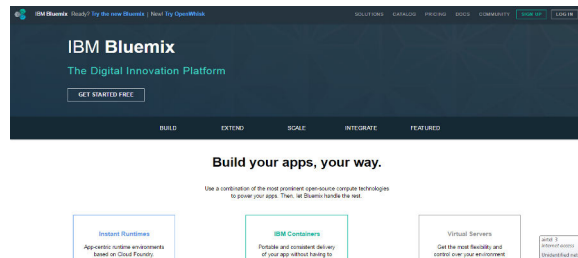 IBM Bluemix Ready? Try the new Bluemix | New! Try OpenWhisk SOLUTIONS CATALOG PRICING DOCS COMMUNITY SIGN UP LOG IN
IBM Bluemix
The Digital Innovation Platform
GET STARTED FREE
BUILD EXTEND SCALE INTEGRATE FEATURED
Build your apps, your way.
Use a combination of the most prominent open-source compute technologies
to power your apps. Then, let Bluemix handle the rest.
Instant Runtimes
App-centric runtime environments
based on Cloud Foundry.
IBM Containers
Portable and consistent delivery
of your app without having to
Virtual Servers
Get the most flexibility and
control over your environment
Internet access
Unidentified net